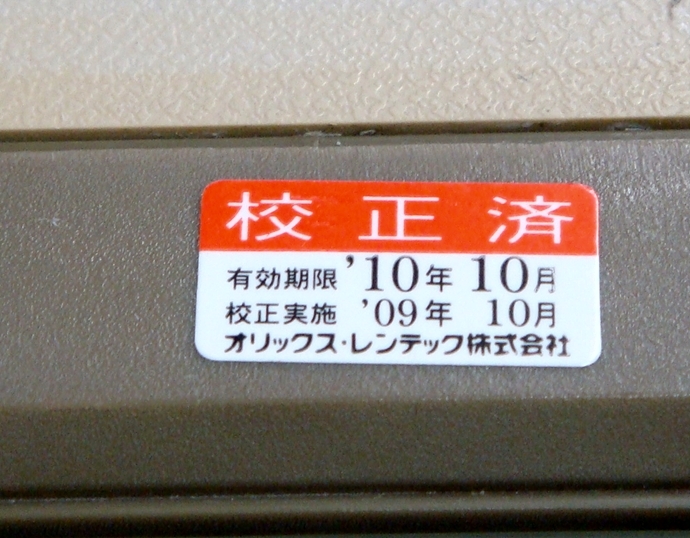 校正済
有効期限 '10年 10月
校正実施 '09年 10月
オリックス・レンテック株式会社